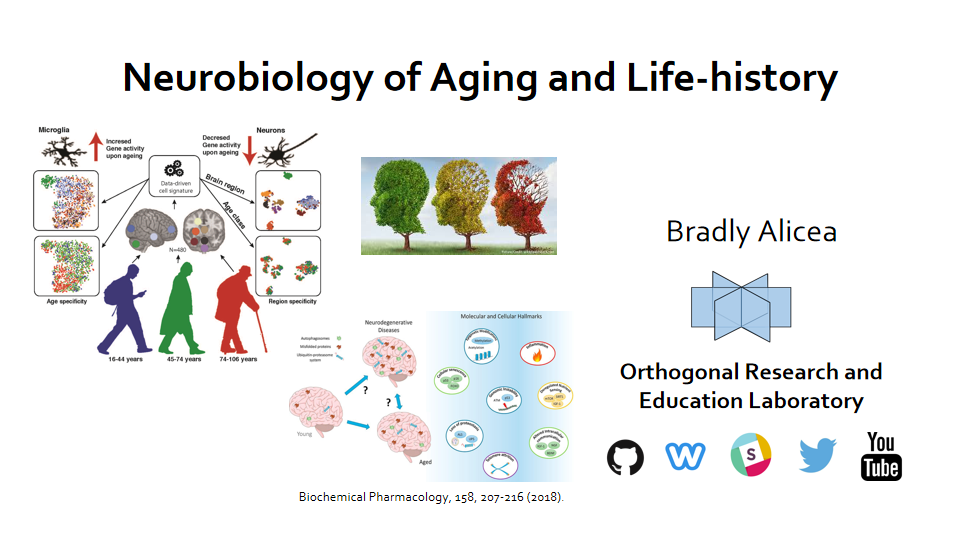 Neurobiology of Aging and Life-history
Microglia
Incresed
Gene activity
upon ageing
Decresed
Gene activity
upon ageing
Neurons
Data-driven
cell signature
Brain region
Age class
N=480
Age specificity
Region specificity
16-44 years
45-74 years
74-106 years
Bradly Alicea
Orthogonal Research and
Education Laboratory
S
You
Tube
Neurodegenerative
Diseases
Autophagosomes
Misfolded proteins
Ubiquitin-proteasome
system
?
?
Young
Aged
Molecular and Cellular Hallmarks
Inflammation
Biochemical Pharmacology, 158, 207-216 (2018).